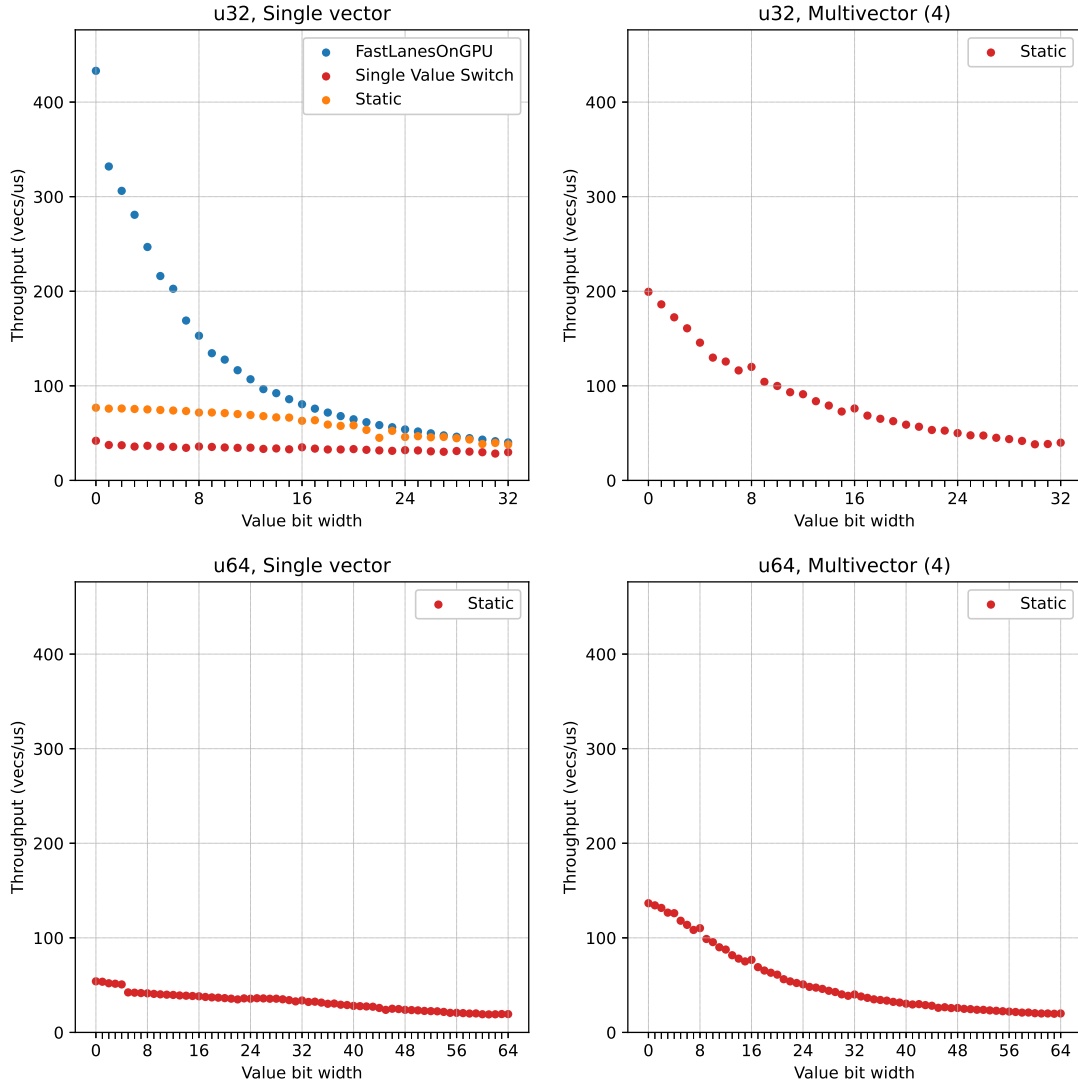 u32, Single vector
FastLanesOnGPU
Single Value Switch
Static
Throughput (vecs/us)
400
300
200
100
0
0 8 16 24 32
Value bit width
u32, Multivector (4)
Static
Throughput (vecs/us)
400
300
200
100
0
0 8 16 24 32
Value bit width
u64, Single vector
Static
Throughput (vecs/us)
400
300
200
100
0
0 8 16 24 32 40 48 56 64
Value bit width
u64, Multivector (4)
Static
Throughput (vecs/us)
400
300
200
100
0
0 8 16 24 32 40 48 56 64
Value bit width